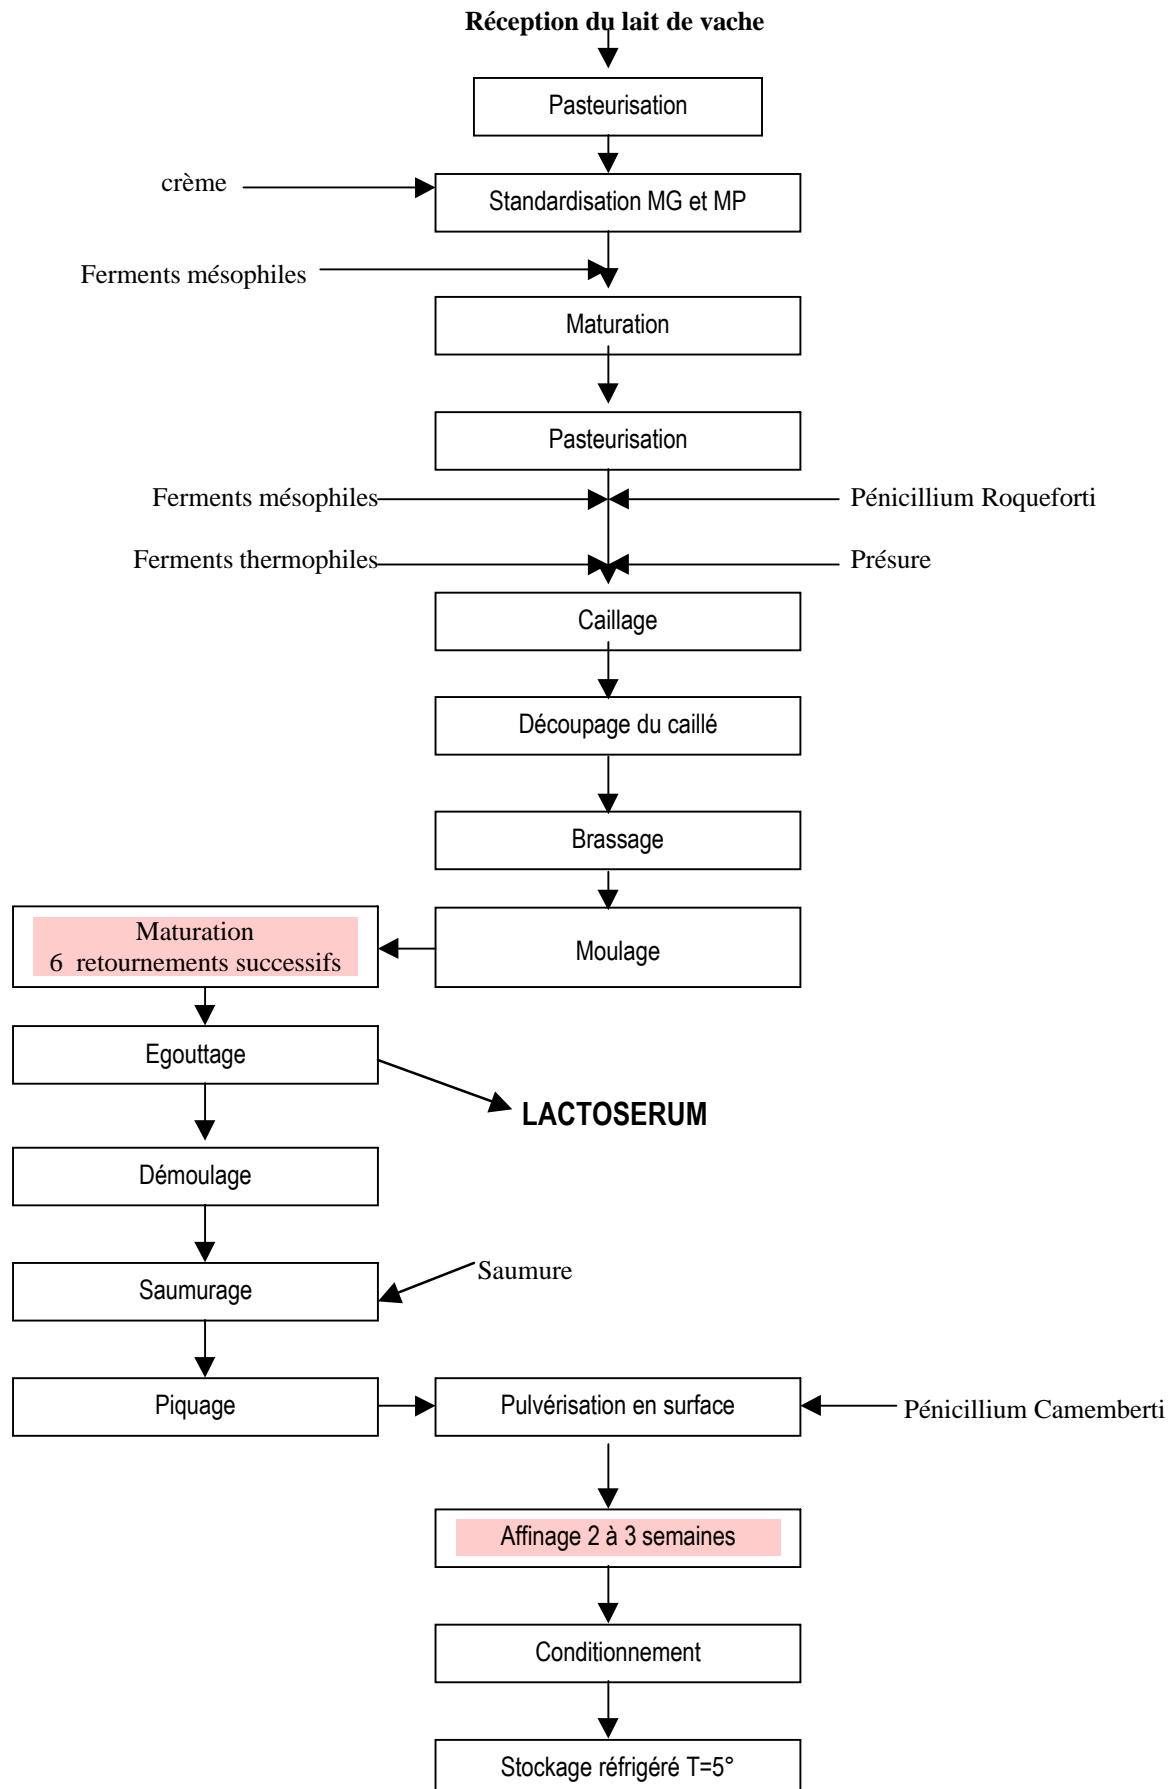 Réception du lait de vache
Pasteurisation
crème
Standardisation MG et MP
Ferments mésophiles
Maturation
Pasteurisation
Ferments mésophiles
Pénicillium Roqueforti
Ferments thermophiles
Présure
Caillage
Découpage du caillé
Brassage
Moulage
Maturation
6 retournements successifs
Egouttage
LACTOSERUM
Démoulage
Saumure
Saumurage
Piquage
Pulvérisation en surface
Pénicillium Camemberti
Affinage 2 à 3 semaines
Conditionnement
Stockage réfrigéré T=5°